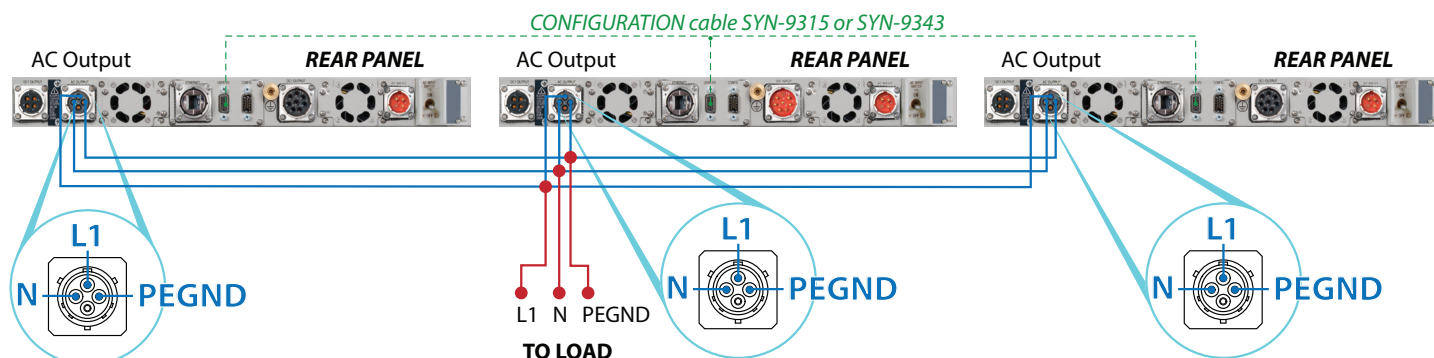 CONFIGURATION cable SYN-9315 or SYN-9343
AC Output
REAR PANEL
AC Output
REAR PANEL
AC Output
REAR PANEL
L1
N
PEGND
L1
N
PEGND
L1
N
PEGND
L1 N PEGND
TO LOAD